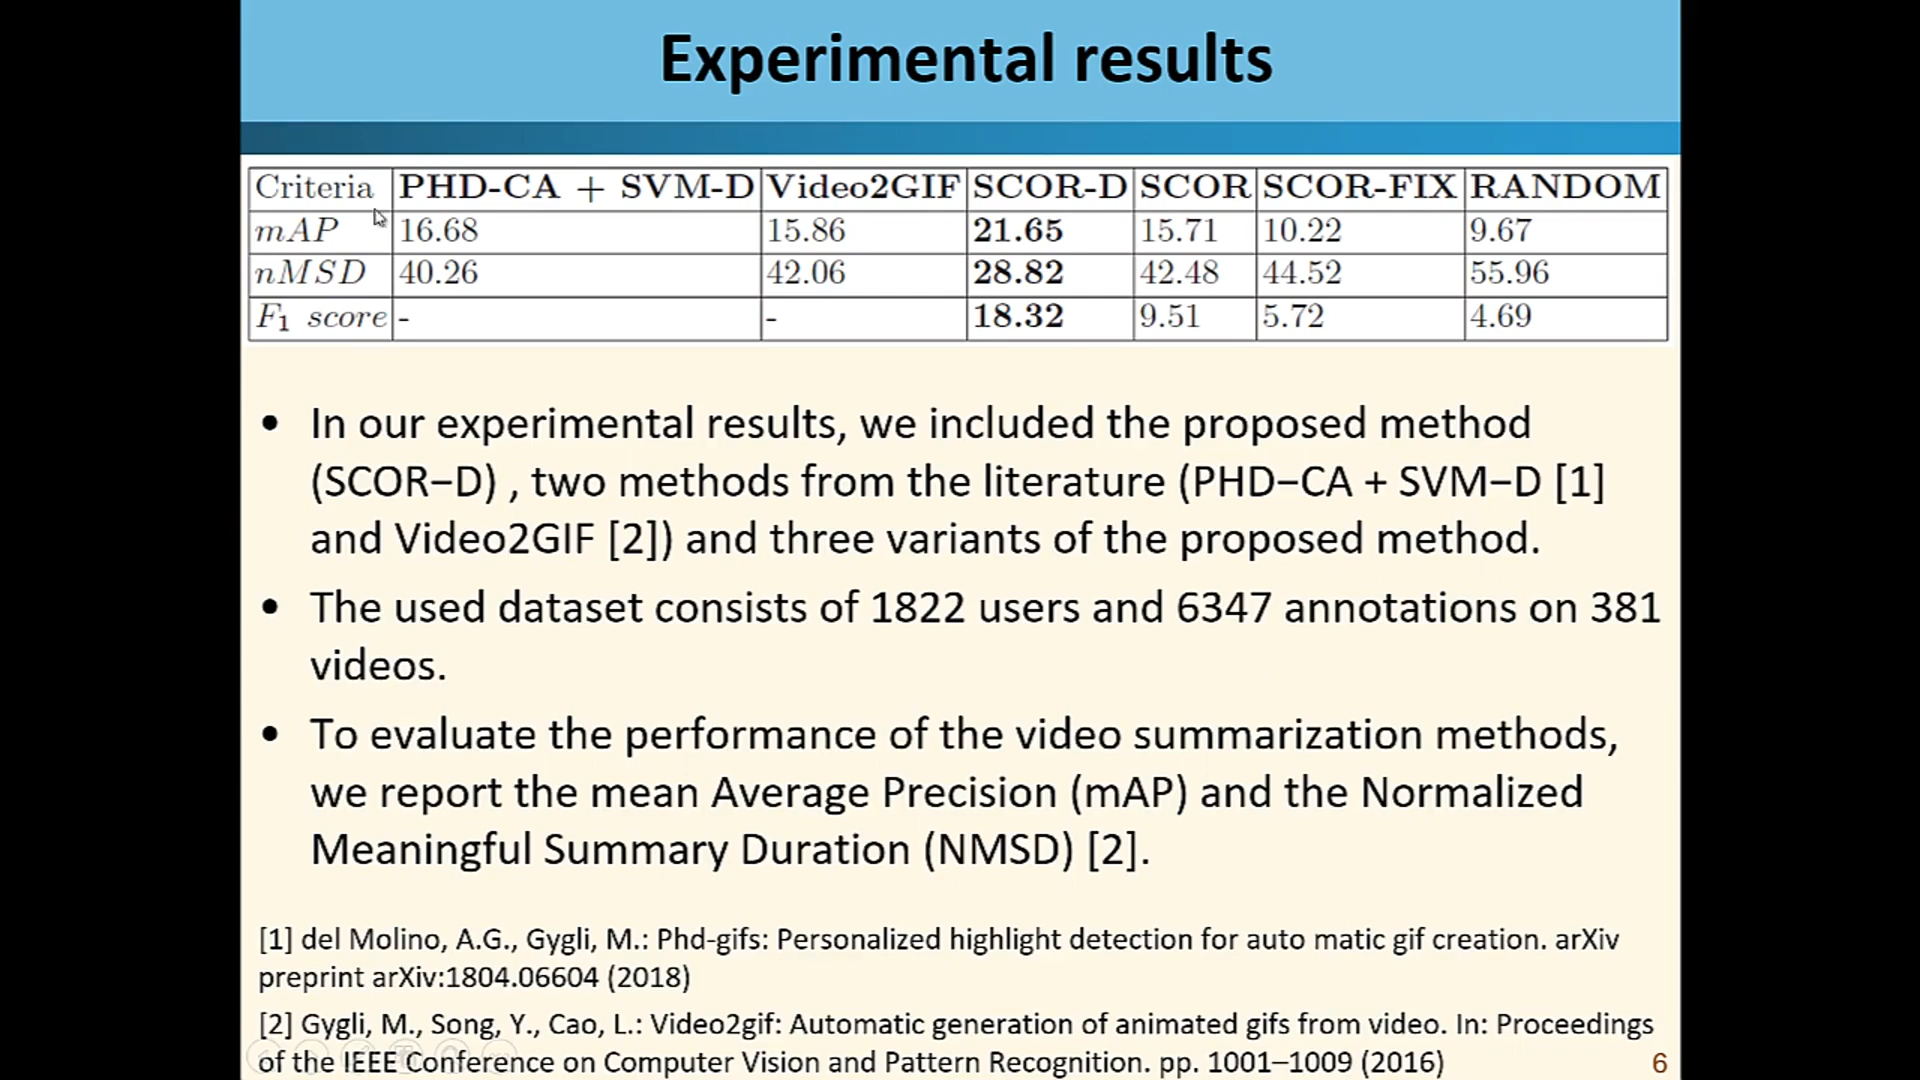 Experimental results
Criteria PHD-CA + SVM-D Video2GIF SCOR-D SCOR SCOR-FIX RANDOM
mAP 16.68 15.86 21.65 15.71 10.22 9.67
nMSD 40.26 42.06 28.82 42.48 44.52 55.96
F1 score - - 18.32 9.51 5.72 4.69
• In our experimental results, we included the proposed method
(SCOR−D) , two methods from the literature (PHD−CA + SVM−D [1]
and Video2GIF [2]) and three variants of the proposed method.
• The used dataset consists of 1822 users and 6347 annotations on 381
videos.
• To evaluate the performance of the video summarization methods,
we report the mean Average Precision (mAP) and the Normalized
Meaningful Summary Duration (NMSD) [2].
[1] del Molino, A.G., Gygli, M.: Phd-gifs: Personalized highlight detection for auto matic gif creation. arXiv
preprint arXiv:1804.06604 (2018)
[2] Gygli, M., Song, Y., Cao, L.: Video2gif: Automatic generation of animated gifs from video. In: Proceedings
of the IEEE Conference on Computer Vision and Pattern Recognition. pp. 1001–1009 (2016)
6